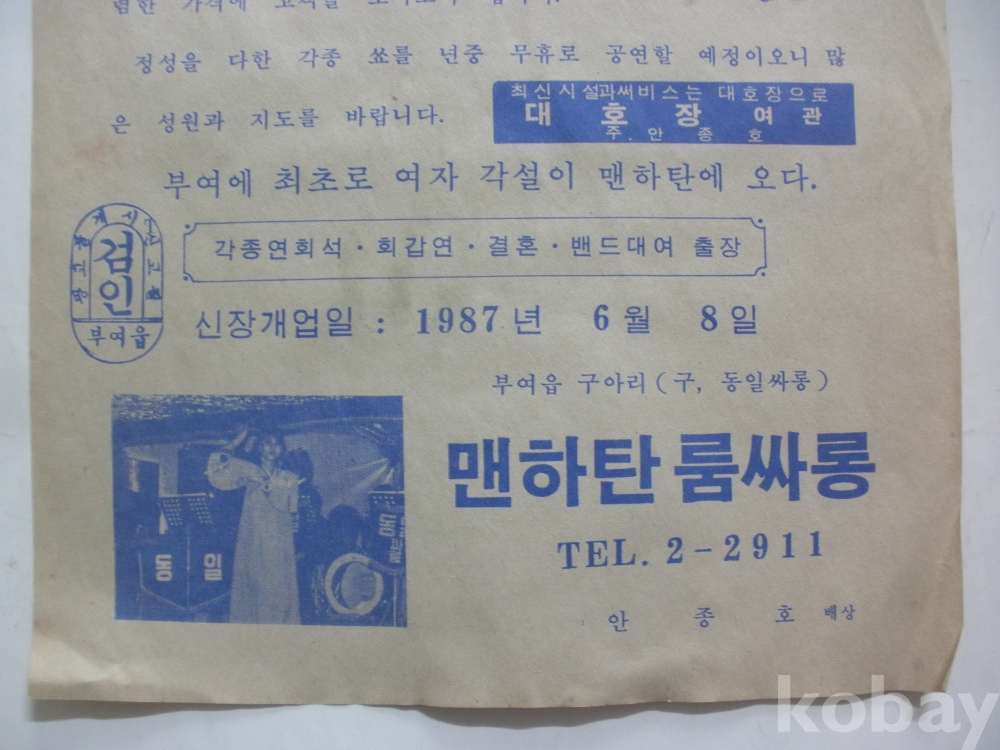 렴한 가격에
정성을 다한 각종 쑈를 년중 무휴로 공연할 예정이오니 많
은 성원과 지도를 바랍니다.
최신시설과써비스는 대호장으로
대호장 여관
주. 안종호
부여에 최초로 여자 각설이 맨하탄에 오다.
각종연회석·회갑연·결혼·밴드대여 출장
검인
부여읍
신장개업일 : 1987년 6월 8일
부여읍 구아리(구, 동일싸롱)
맨하탄 룸싸롱
TEL. 2-2911
안종호 배상
동일
동
kobay